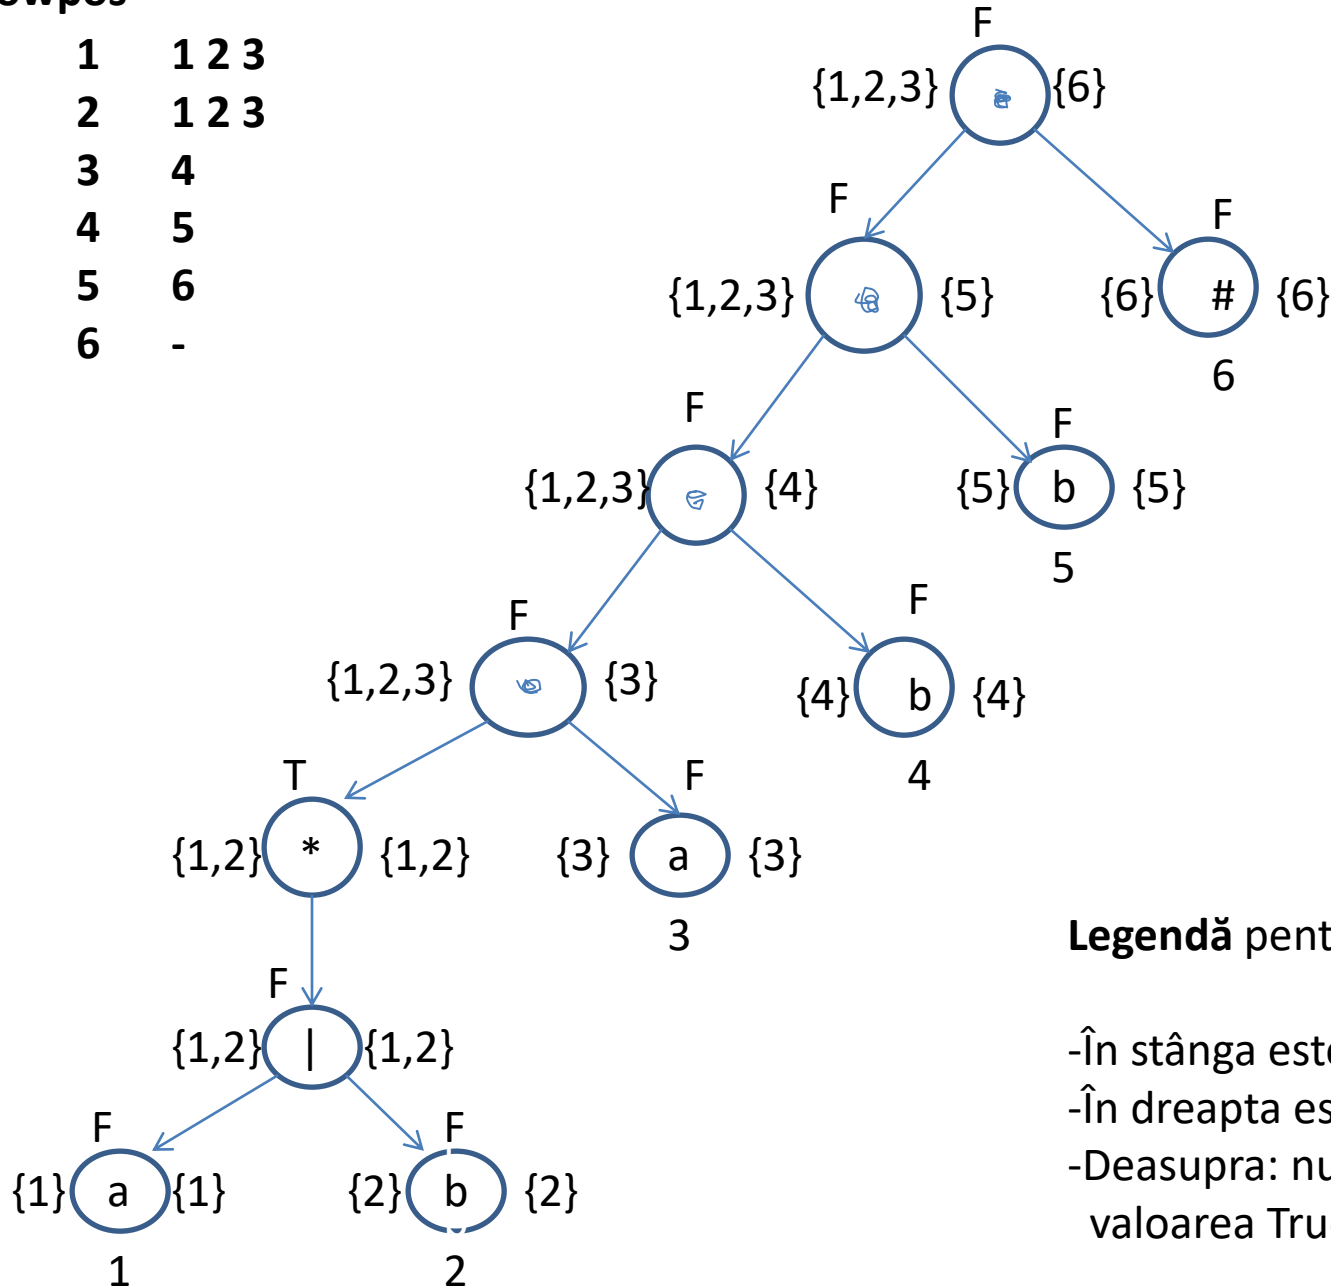 1 1 2 3
2 1 2 3
3 4
4 5
5 6
6 -
F
{1,2,3} {6}
F
{1,2,3} {5}
F
{6} # {6}
6
F
{1,2,3} {4}
F
{5} b {5}
5
F
{1,2,3} {3}
F
{4} b {4}
4
T
{1,2} * {1,2}
F
{3} a {3}
3
F
{1,2} | {1,2}
F
{1} a {1}
1
F
{2} b {2}
2
Legendă
-În stânga
-În dreapta
-Deasupra:
valoarea